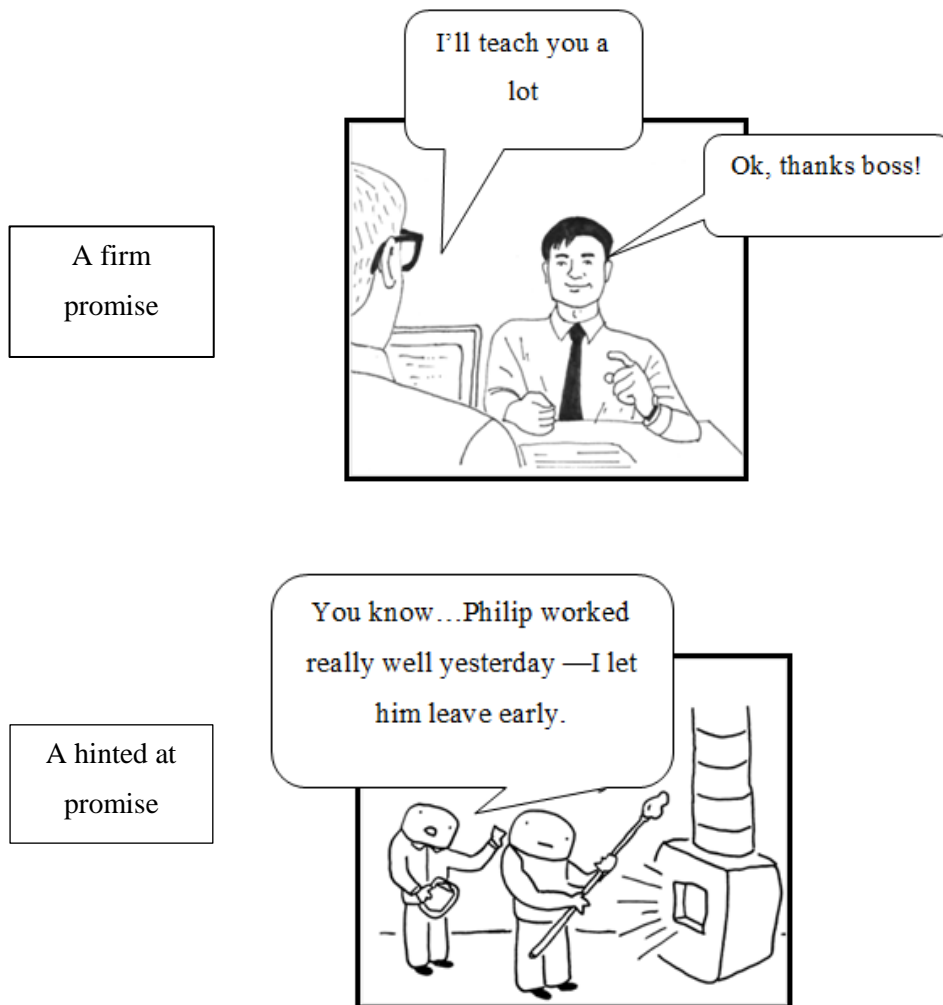 I’ll teach you a
lot
Ok, thanks boss!
A firm
promise
You know…Philip worked
really well yesterday —I let
him leave early.
A hinted at
promise